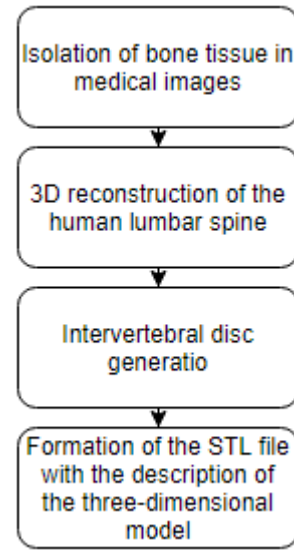 Isolation of bone tissue in
medical images
3D reconstruction of the
human lumbar spine
Intervertebral disc
generatio
Formation of the STL file
with the description of
the three-dimensional
model